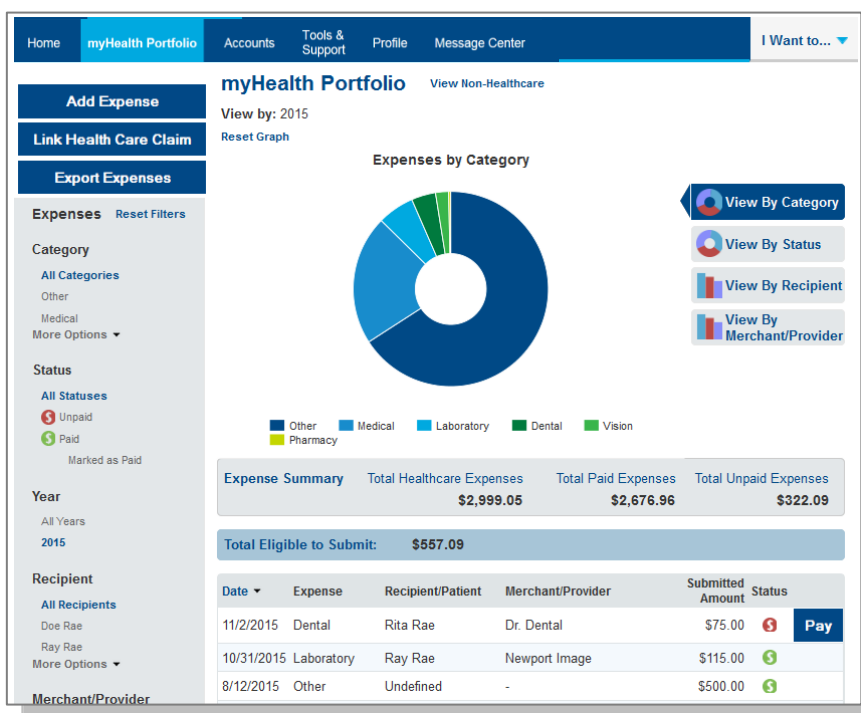 Home myHealth Portfolio Accounts Tools & Support Profile Message Center I Want to...
Add Expense
Link Health Care Claim
Export Expenses
Expenses Reset Filters
Category
All Categories
Other
Medical
More Options
Status
All Statuses
Unpaid
Paid
Marked as Paid
Year
All Years
2015
Recipient
All Recipients
Doe Rae
Ray Rae
More Options
Merchant/Provider
myHealth Portfolio View Non-Healthcare
View by: 2015
Reset Graph
Expenses by Category
View By Category
View By Status
View By Recipient
View By
Merchant/Provider
Other Medical Laboratory Dental Vision
Pharmacy
Expense Summary Total Healthcare Expenses Total Paid Expenses Total Unpaid Expenses
$2,999.05 $2,676.96 $322.09
Total Eligible to Submit: $557.09
Date Expense Recipient/Patient Merchant/Provider Submitted Amount Status
11/2/2015 Dental Rita Rae Dr. Dental $75.00 Pay
10/31/2015 Laboratory Ray Rae Newport Image $115.00
8/12/2015 Other Undefined - $500.00